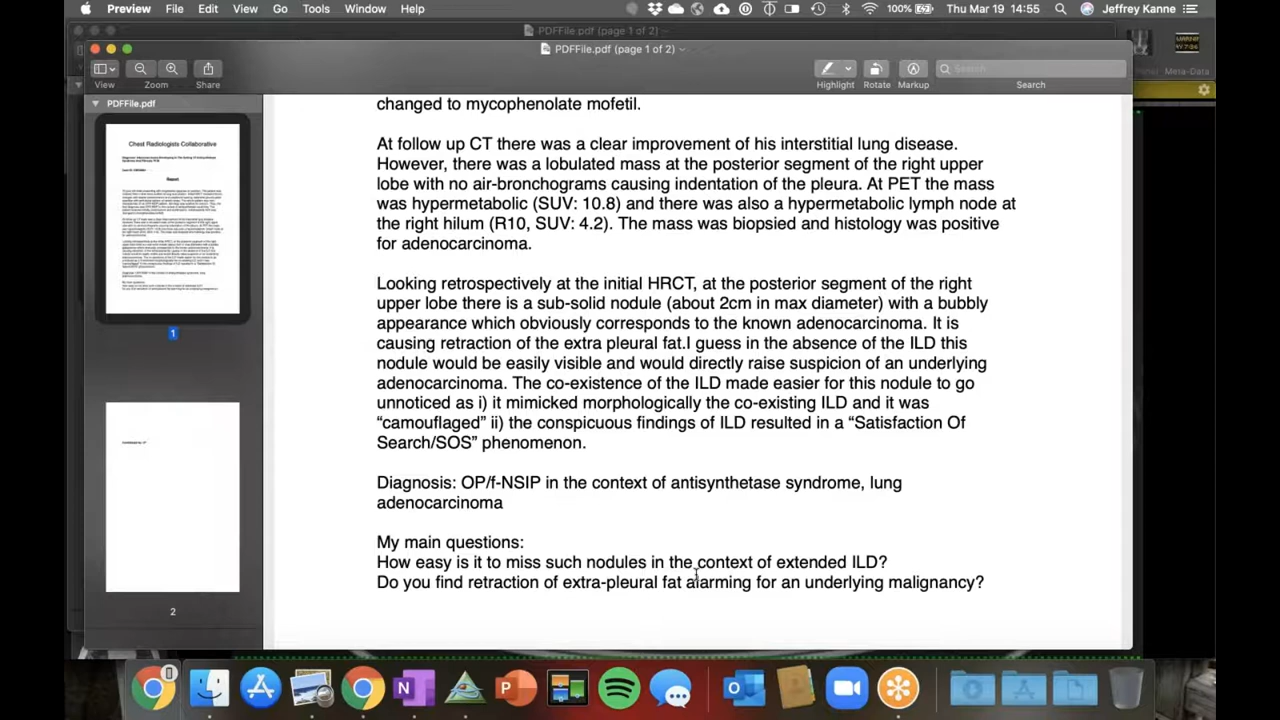 Preview File Edit View Go Tools Window Help 100% Thu Mar 19 14:55 Jeffrey Kanne
PDFFile.pdf (page 1 of 2)
PDFFile.pdf (page 1 of 2)
View Zoom Share Highlight Rotate Markup Search
Search
Meta-Data
PDFFile.pdf
Chest Radiologists Collaborative
Report
1
2
changed to mycophenolate mofetil.
At follow up CT there was a clear improvement of his interstitial lung disease.
However, there was a lobulated mass at the posterior segment of the right upper
lobe with no air-bronchograms causing indentation of the pleura. At PET the mass
was hypermetabolic (SUV: 10.8) and there was also a hypermetabolic lymph node at
the right hilum (R10, SUV: 4.2). The mass was biopsied and histology was positive
for adenocarcinoma.
Looking retrospectively at the initial HRCT, at the posterior segment of the right
upper lobe there is a sub-solid nodule (about 2cm in max diameter) with a bubbly
appearance which obviously corresponds to the known adenocarcinoma. It is
causing retraction of the extra pleural fat.I guess in the absence of the ILD this
nodule would be easily visible and would directly raise suspicion of an underlying
adenocarcinoma. The co-existence of the ILD made easier for this nodule to go
unnoticed as i) it mimicked morphologically the co-existing ILD and it was
“camouflaged” ii) the conspicuous findings of ILD resulted in a “Satisfaction Of
Search/SOS” phenomenon.
Diagnosis: OP/f-NSIP in the context of antisynthetase syndrome, lung
adenocarcinoma
My main questions:
How easy is it to miss such nodules in the context of extended ILD?
Do you find retraction of extra-pleural fat alarming for an underlying malignancy?